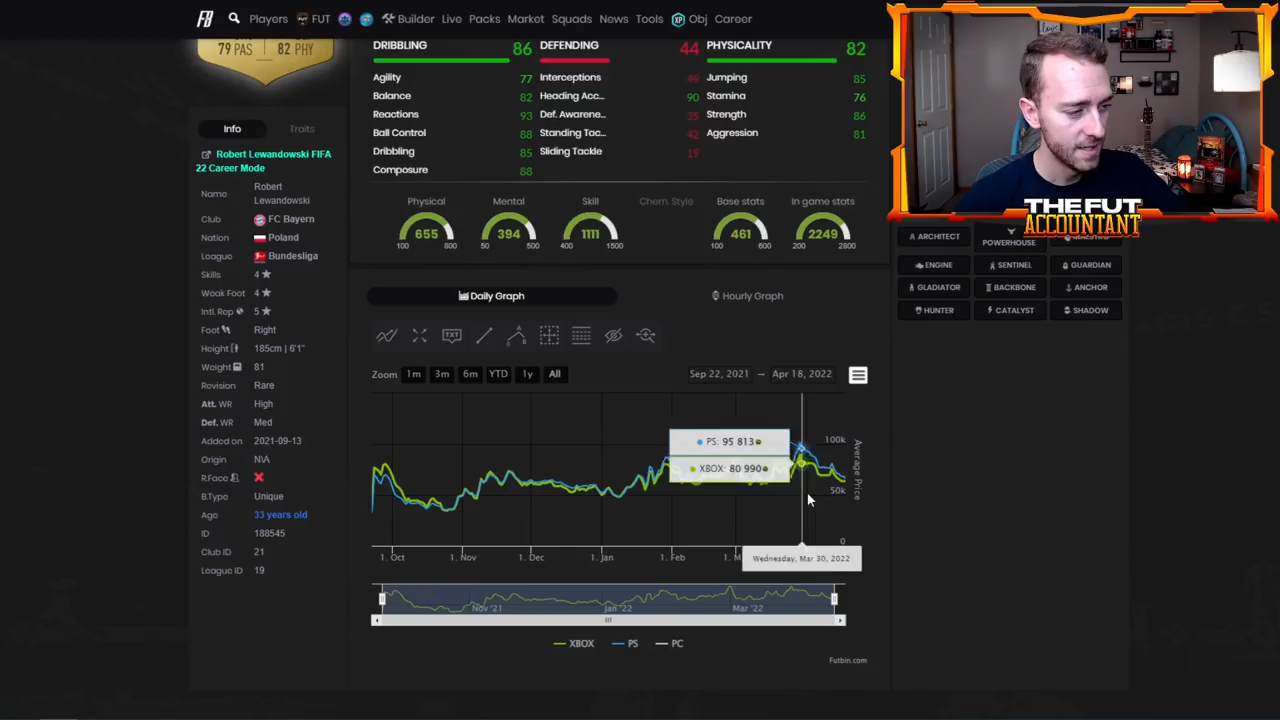 F8
Players
FUT
Builder
Live
Packs
Market
Squads
News
Tools
XP
Obj
Career
79 PAS
82 PHY
DRIBBLING 86
DEFENDING 44
PHYSICALITY 82
Agility 77
Interceptions 49
Jumping 85
Balance 82
Heading Acc... 90
Stamina 76
Reactions 93
Def. Awarene... 35
Strength 86
Ball Control 88
Standing Tac... 42
Aggression 81
Dribbling 85
Sliding Tackle 19
Composure 88
Info
Traits
Robert Lewandowski FIFA
22 Career Mode
Name Robert
Lewandowski
Club FC Bayern
Nation Poland
League Bundesliga
Skills 4
Weak Foot 4
Intl. Rep 5
Foot Right
Height 185cm | 6'1"
Weight 81
Revision Rare
Att. WR High
Def. WR Med
Added on 2021-09-13
Origin N\A
R.Face
B.Type Unique
Age 33 years old
ID 188545
Club ID 21
League ID 19
Physical
655
100 800
Mental
394
50 500
Skill
1111
400 1500
Chem. Style
Base stats
461
100 600
In game stats
2249
200 2800
Daily Graph
Hourly Graph
TXT
Zoom 1m 3m 6m YTD 1y All
Sep 22, 2021 → Apr 18, 2022
PS: 95 813
XBOX: 80 990
100k
50k
0
Average Price
1. Oct
1. Nov
1. Dec
1. Jan
1. Feb
Wednesday, Mar 30, 2022
Nov '21
Jan '22
Mar '22
XBOX
PS
PC
Futbin.com
THE FUT
ACCOUNTANT
ARCHITECT
POWERHOUSE
ENGINE
SENTINEL
GUARDIAN
GLADIATOR
BACKBONE
ANCHOR
HUNTER
CATALYST
SHADOW